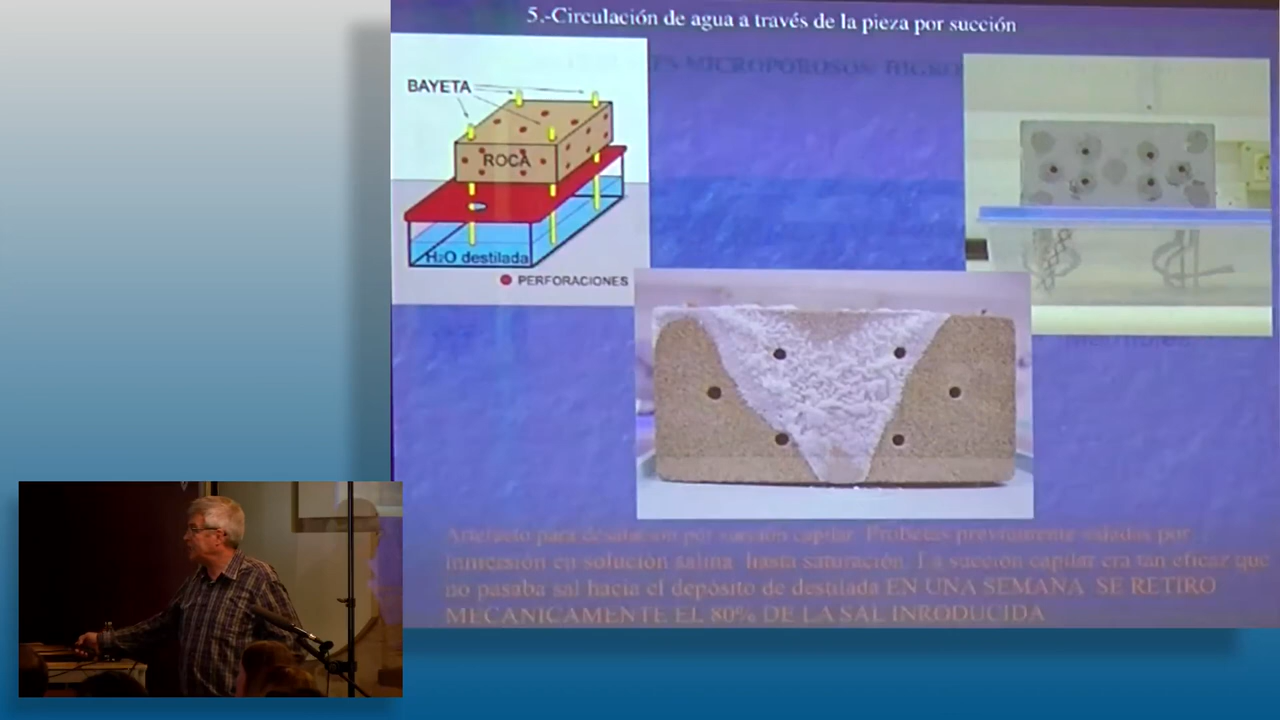 5.-Circulación de agua a través de la pieza por succión
MICROPOROSOS
BAYETA
ROCA
H2O destilada
PERFORACIONES
Artefacto para desalación por succión capilar. Probetas previamente saladas por
inmersión en solución salina hasta saturación. La succión capilar era tan eficaz que
no pasaba sal hacia el depósito de destilada EN UNA SEMANA SE RETIRO
MECANICAMENTE EL 80% DE LA SAL INRODUCIDA